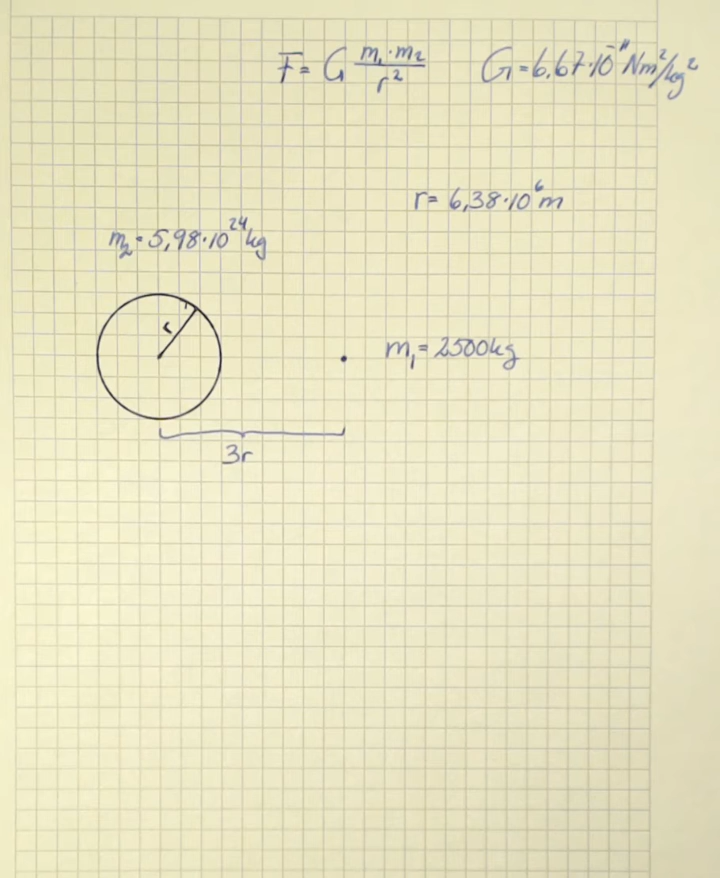 F = G m₁·m₂/r² G = 6,67·10⁻¹¹ Nm²/kg²
r = 6,38·10⁶ m
m₂ = 5,98·10²⁴ kg
r
m₁ = 2500kg
3r